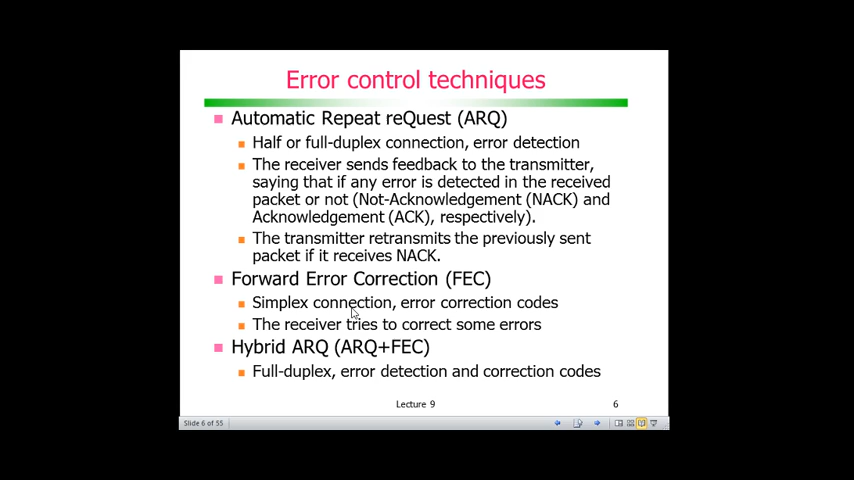 Error control techniques
Automatic Repeat reQuest (ARQ)
Half or full-duplex connection, error detection
The receiver sends feedback to the transmitter,
saying that if any error is detected in the received
packet or not (Not-Acknowledgement (NACK) and
Acknowledgement (ACK), respectively).
The transmitter retransmits the previously sent
packet if it receives NACK.
Forward Error Correction (FEC)
Simplex connection, error correction codes
The receiver tries to correct some errors
Hybrid ARQ (ARQ+FEC)
Full-duplex, error detection and correction codes
Lecture 9
6
Slide 6 of 55